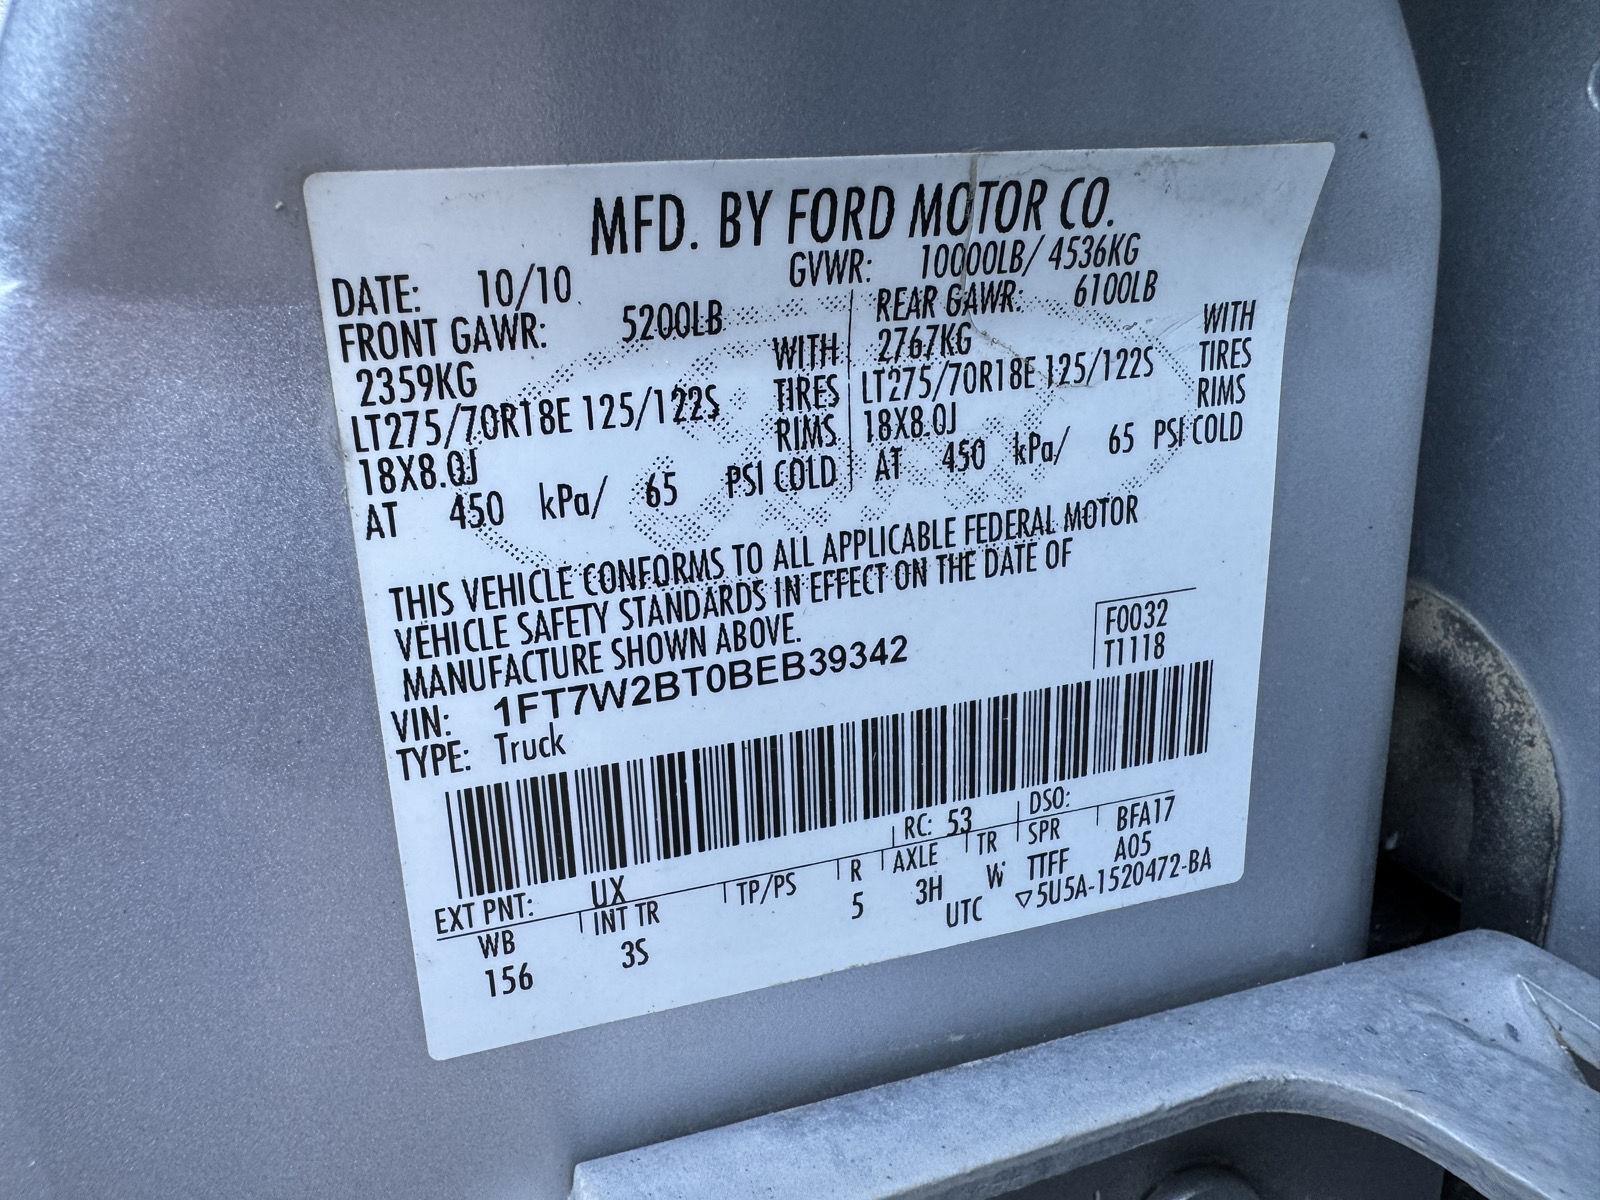 MFD. BY FORD MOTOR CO.
DATE: 10/10 GVWR: 10000LB/ 4536KG
FRONT GAWR: 5200LB REAR GAWR: 6100LB
2359KG WITH 2767KG WITH
LT275/70R18E 125/122S TIRES LT275/70R18E 125/122S TIRES
18X8.0J RIMS 18X8.0J RIMS
AT 450 kPa/ 65 PSI COLD AT 450 kPa/ 65 PSI COLD
THIS VEHICLE CONFORMS TO ALL APPLICABLE FEDERAL MOTOR
VEHICLE SAFETY STANDARDS IN EFFECT ON THE DATE OF
MANUFACTURE SHOWN ABOVE.
F0032
VIN: 1FT7W2BT0BEB39342 T1118
TYPE: Truck
EXT PNT: UX RC: 53 DSO:
WB INT TR TP/PS R AXLE TR SPR BFA17
156 3S 5 3H W TTFF A05
UTC ▽5U5A-1520472-BA